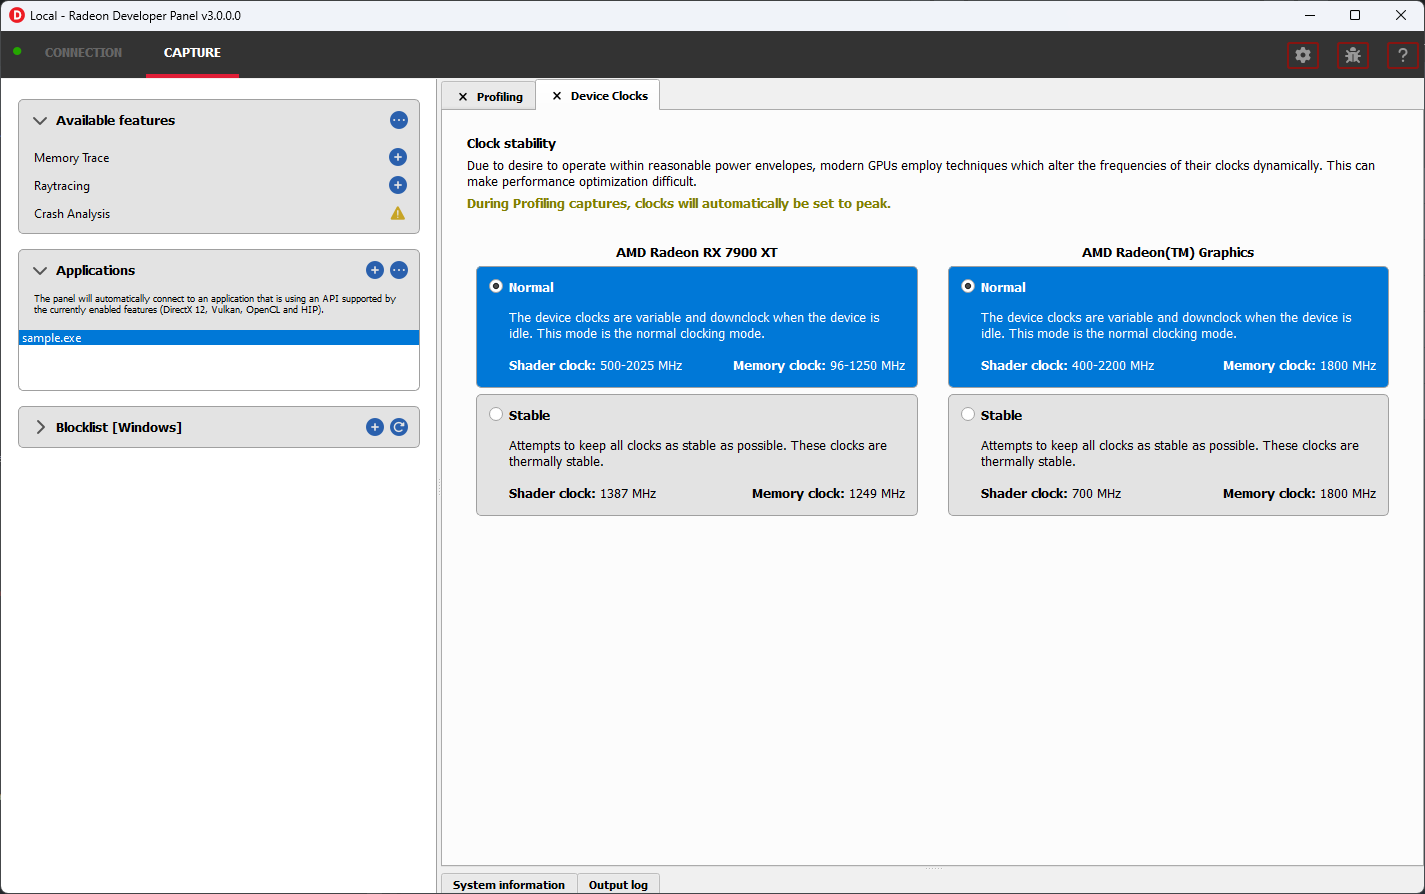 Local - Radeon Developer Panel v3.0.0.0
CONNECTION
CAPTURE
?
Available features
Memory Trace
Raytracing
Crash Analysis
Applications
The panel will automatically connect to an application that is using an API supported by
the currently enabled features (DirectX 12, Vulkan, OpenCL and HIP).
sample.exe
Blocklist [Windows]
Profiling
Device Clocks
Clock stability
Due to desire to operate within reasonable power envelopes, modern GPUs employ techniques which alter the frequencies of their clocks dynamically. This can
make performance optimization difficult.
During Profiling captures, clocks will automatically be set to peak.
AMD Radeon RX 7900 XT
Normal
The device clocks are variable and downclock when the device is
idle. This mode is the normal clocking mode.
Shader clock: 500-2025 MHz Memory clock: 96-1250 MHz
Stable
Attempts to keep all clocks as stable as possible. These clocks are
thermally stable.
Shader clock: 1387 MHz Memory clock: 1249 MHz
AMD Radeon(TM) Graphics
Normal
The device clocks are variable and downclock when the device is
idle. This mode is the normal clocking mode.
Shader clock: 400-2200 MHz Memory clock: 1800 MHz
Stable
Attempts to keep all clocks as stable as possible. These clocks are
thermally stable.
Shader clock: 700 MHz Memory clock: 1800 MHz
System information
Output log